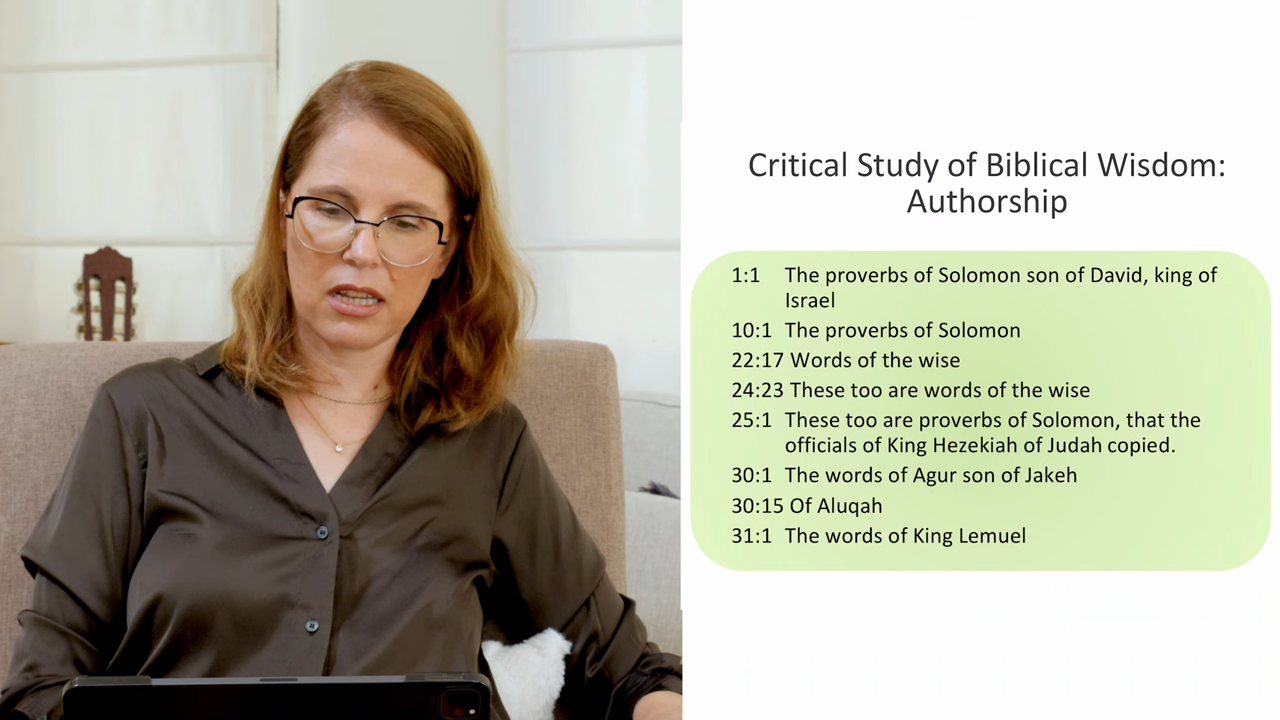 Critical Study of Biblical Wisdom:
Authorship
1:1 The proverbs of Solomon son of David, king of
Israel
10:1 The proverbs of Solomon
22:17 Words of the wise
24:23 These too are words of the wise
25:1 These too are proverbs of Solomon, that the
officials of King Hezekiah of Judah copied.
30:1 The words of Agur son of Jakeh
30:15 Of Aluqah
31:1 The words of King Lemuel